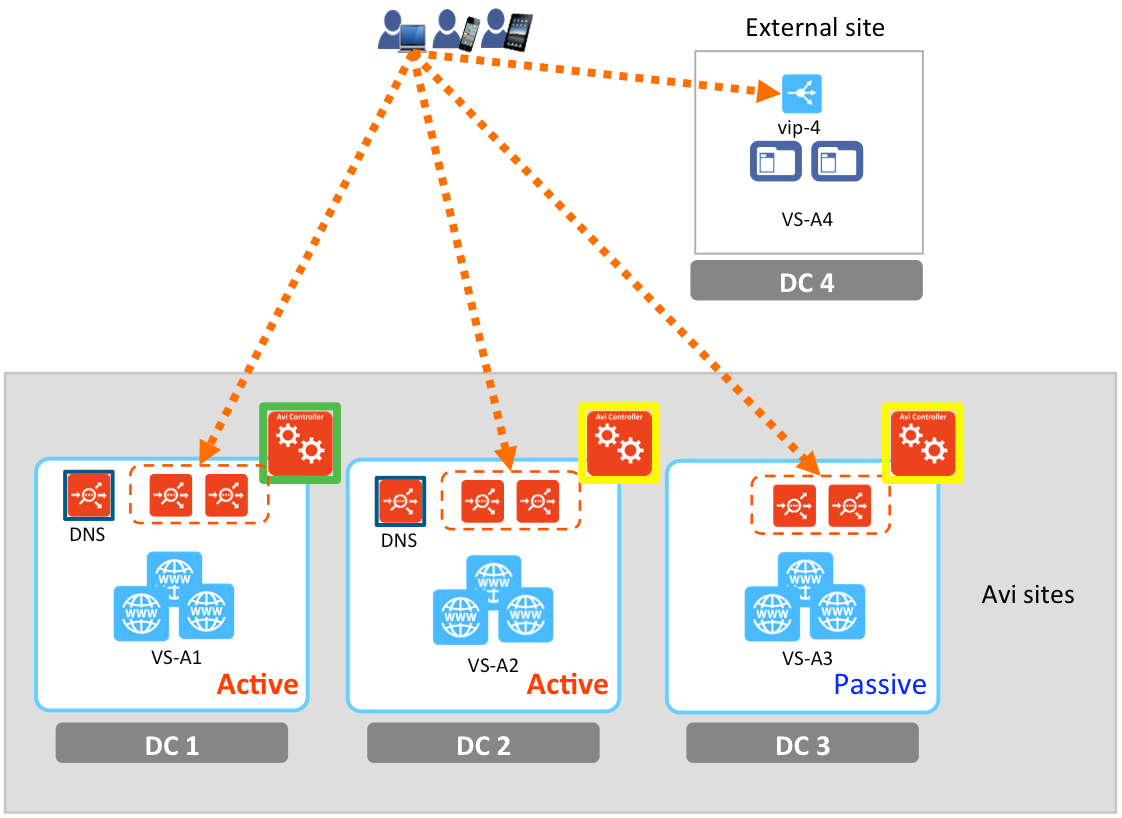 External site
vip-4
VS-A4
DC 4
Avi Controller
Avi Controller
Avi Controller
DNS
DNS
WWW
WWW
WWW
WWW
WWW
WWW
WWW
WWW
WWW
Avi sites
VS-A1
VS-A2
VS-A3
Active
Active
Passive
DC 1
DC 2
DC 3